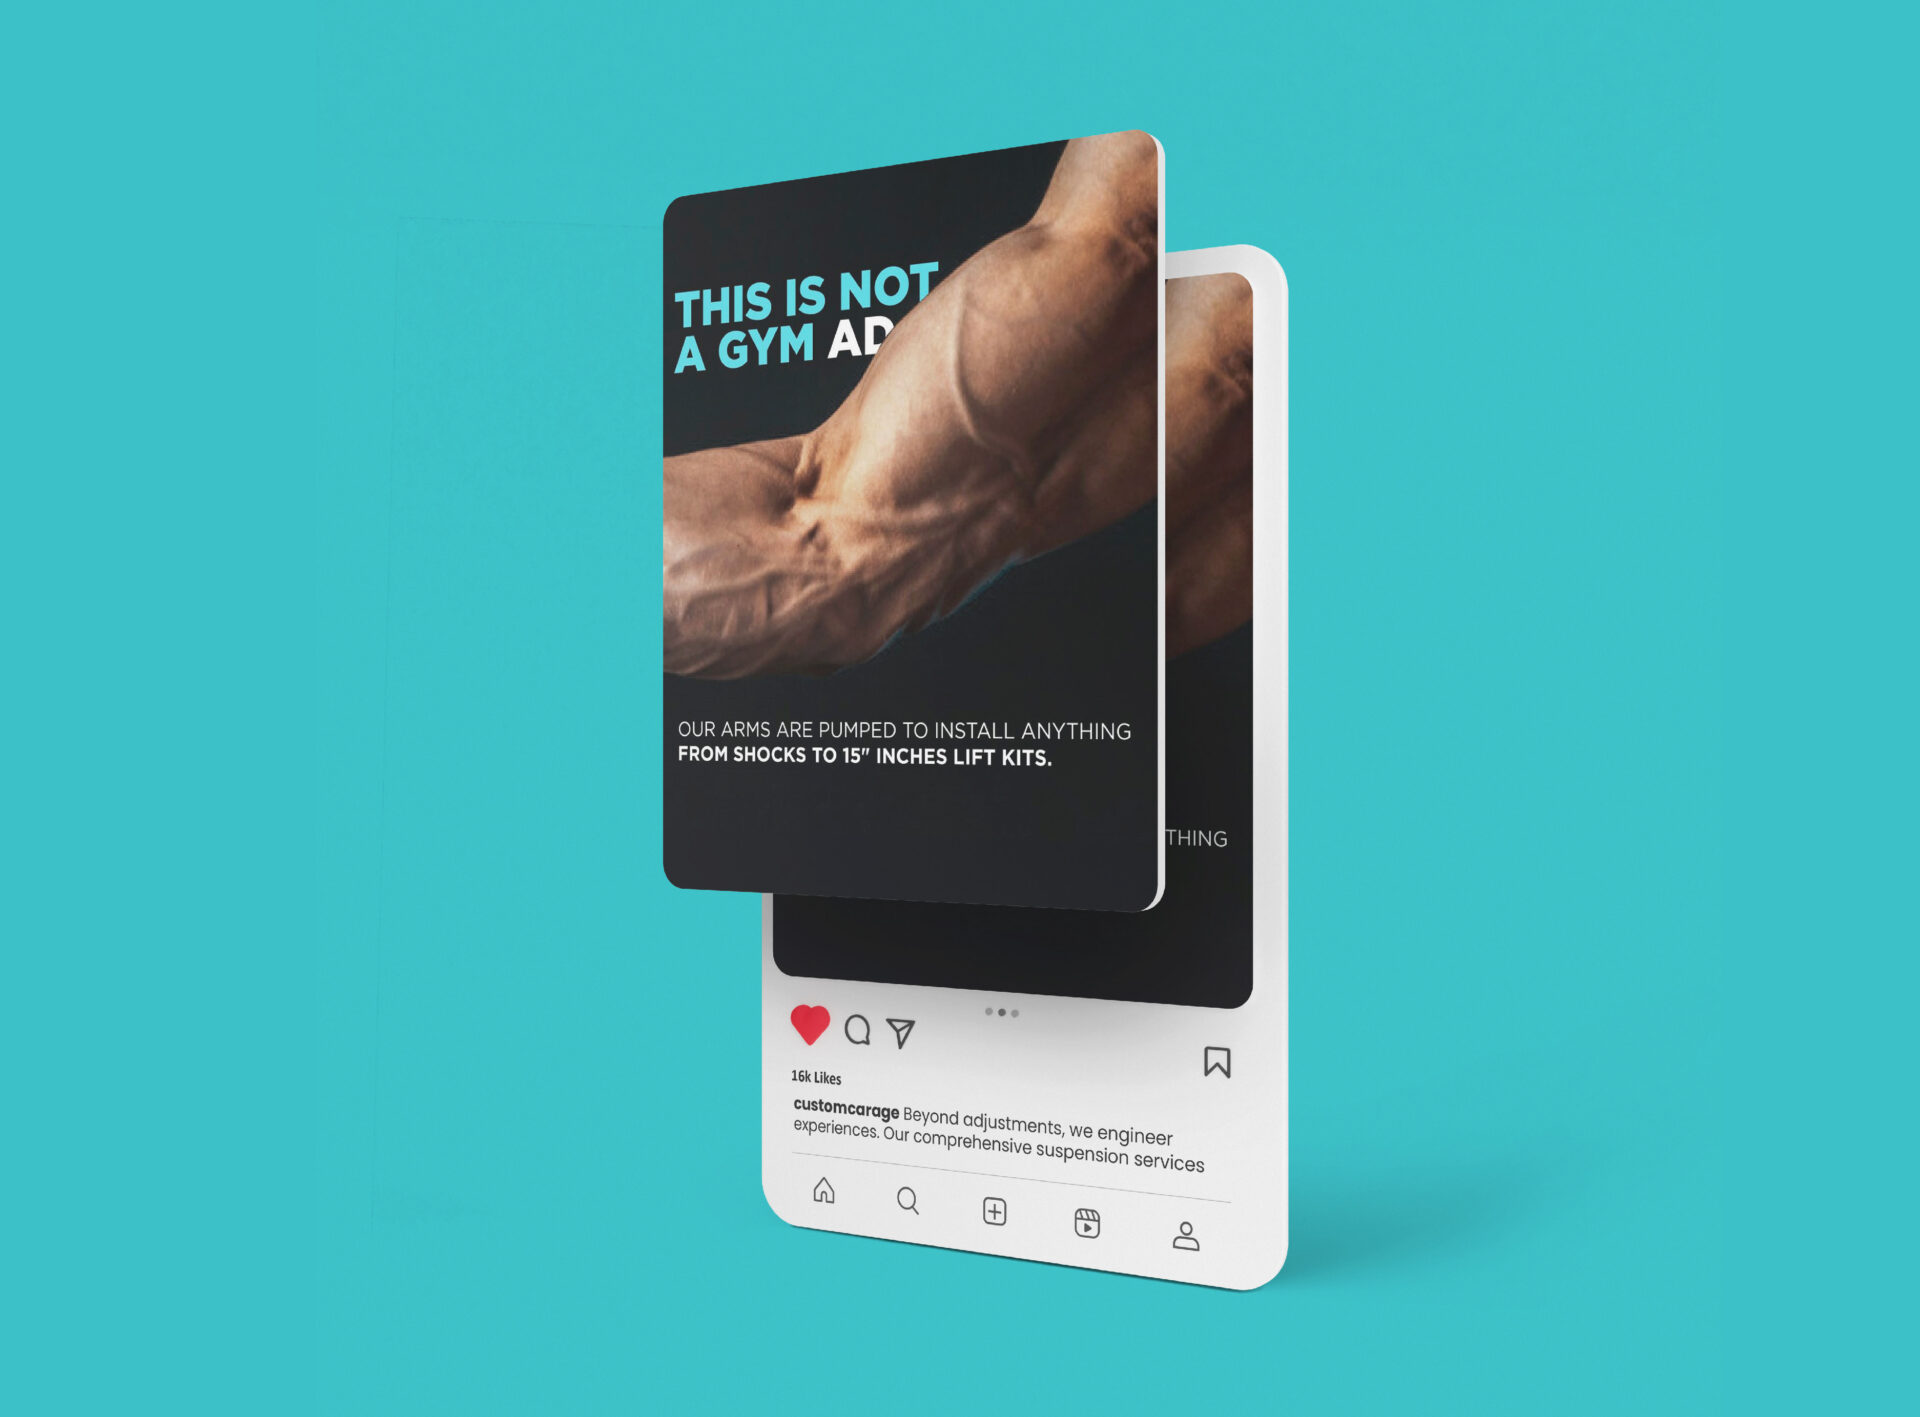 THIS IS NOT
A GYM AD
OUR ARMS ARE PUMPED TO INSTALL ANYTHING
FROM SHOCKS TO 15" INCHES LIFT KITS.
THING
16k Likes
customcarage Beyond adjustments, we engineer
experiences. Our comprehensive suspension services